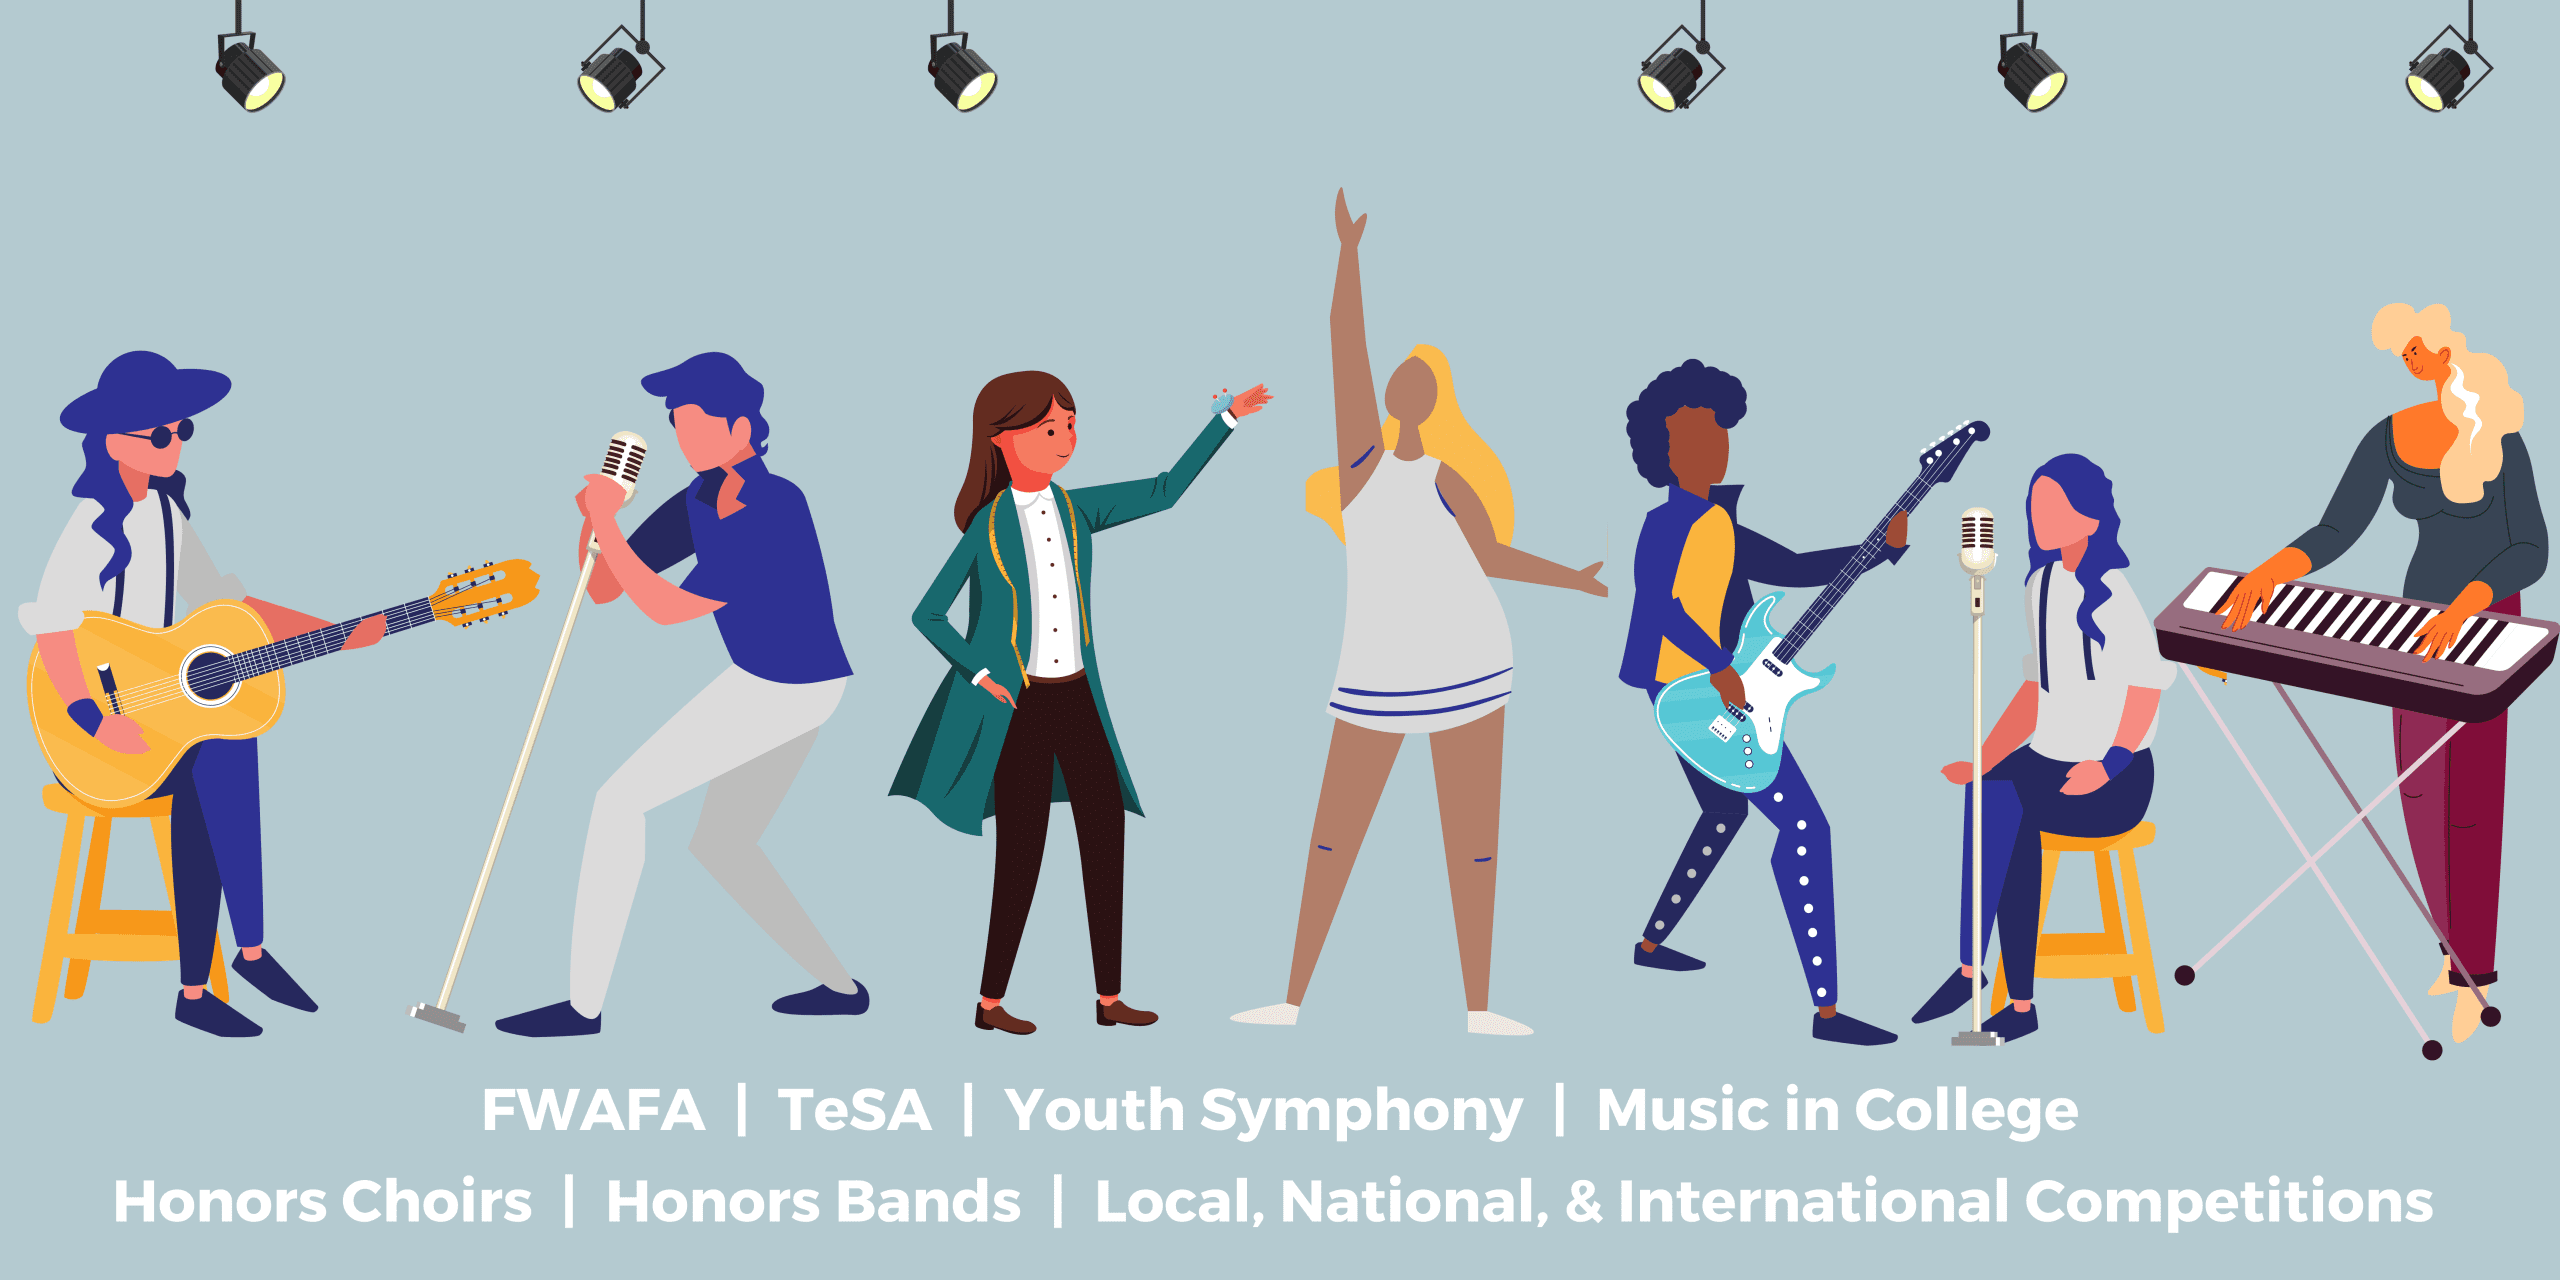 FWAFA | TeSA | Youth Symphony | Music in College
Honors Choirs | Honors Bands | Local, National, & International Competitions